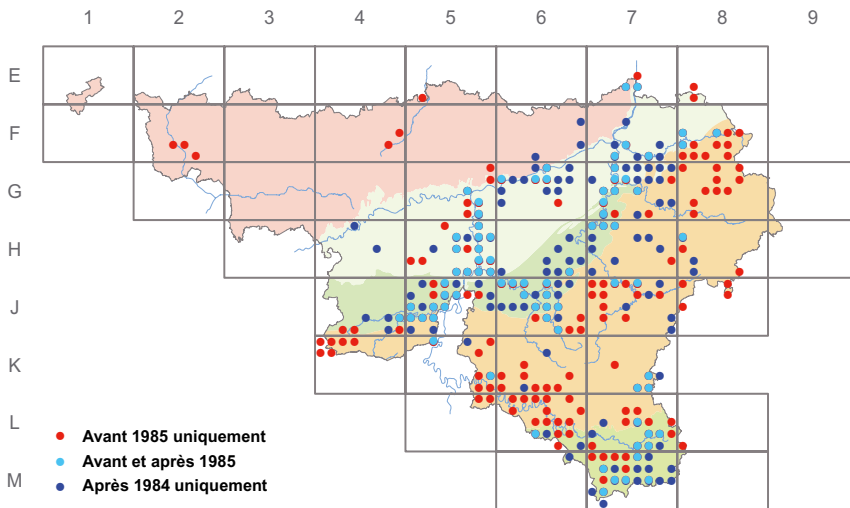 1 2 3 4 5 6 7 8 9
E
F
G
H
J
K
L
M
Avant 1985 uniquement
Avant et après 1985
Après 1984 uniquement